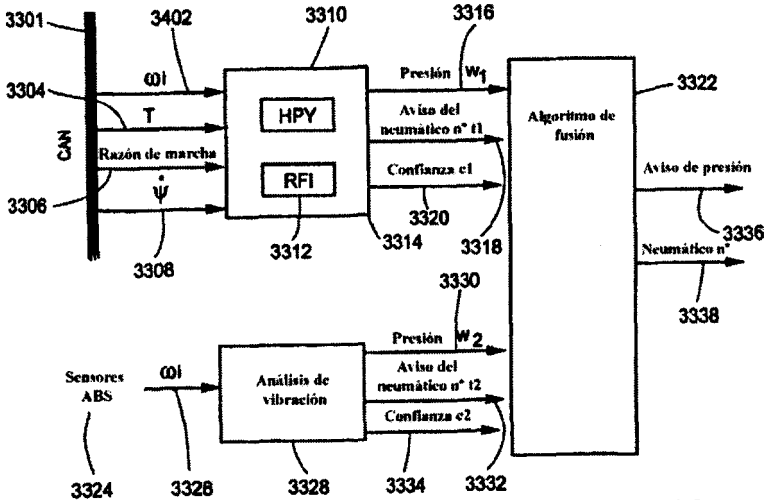 3301
3402
3310
3316
3304
ωi
T
Razón de marcha
ψ̇
CAN
3306
3308
HPY
RFI
3312
3314
Presión W1
Aviso del
neumático nº t1
Confianza c1
3320
3318
3322
Algoritmo de
fusión
Aviso de presión
3336
Neumático nº
3338
3330
Sensores
ABS
ωi
3324
3326
Análisis de
vibración
3328
Presión W2
Aviso del
neumático nº t2
Confianza c2
3334
3332